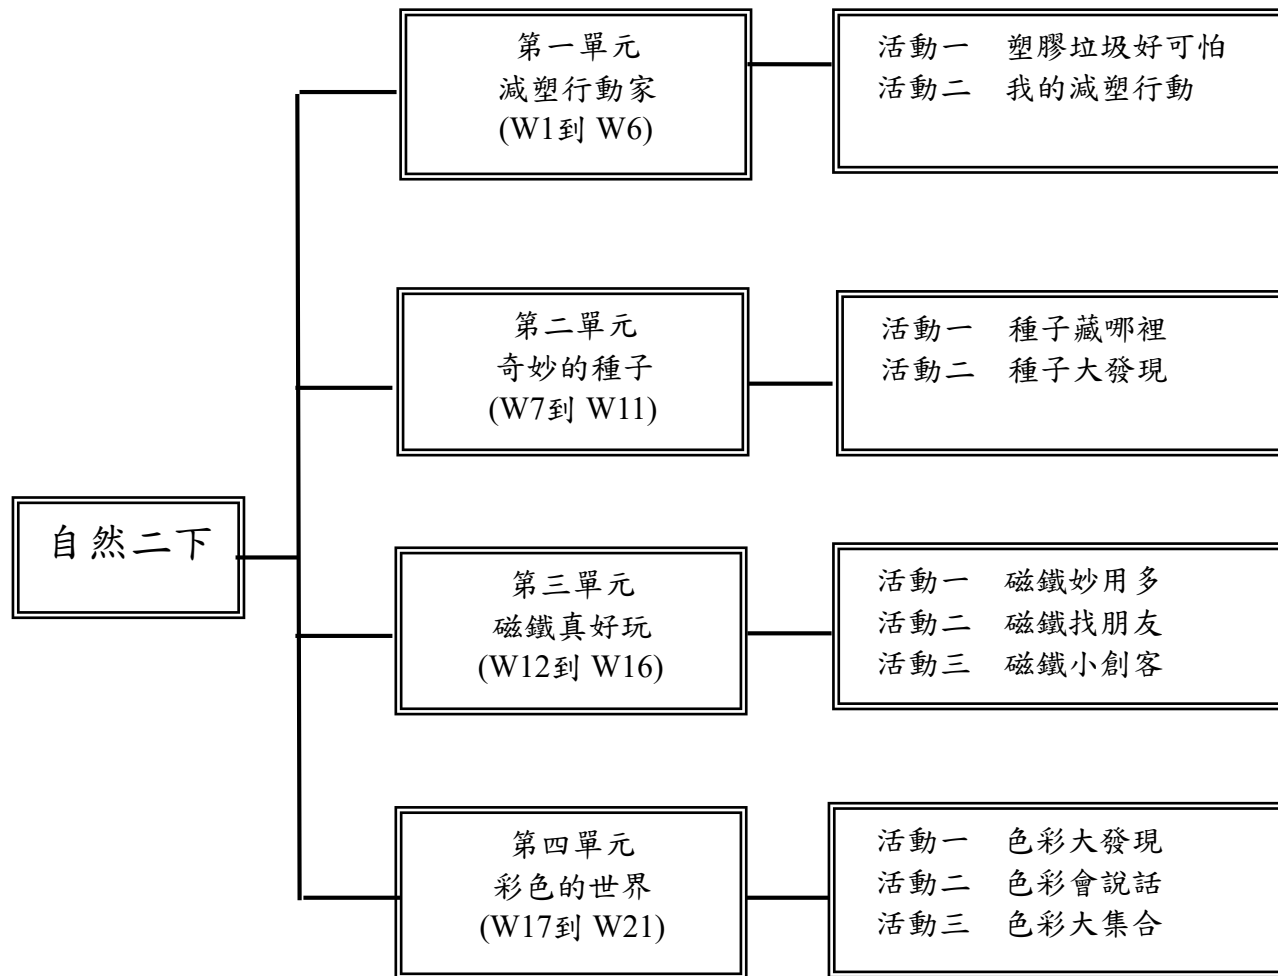 自然二下
第一單元
減塑行動家
(W1到 W6)
活動一　塑膠垃圾好可怕
活動二　我的減塑行動
第二單元
奇妙的種子
(W7到 W11)
活動一　種子藏哪裡
活動二　種子大發現
第三單元
磁鐵真好玩
(W12到 W16)
活動一　磁鐵妙用多
活動二　磁鐵找朋友
活動三　磁鐵小創客
第四單元
彩色的世界
(W17到 W21)
活動一　色彩大發現
活動二　色彩會說話
活動三　色彩大集合